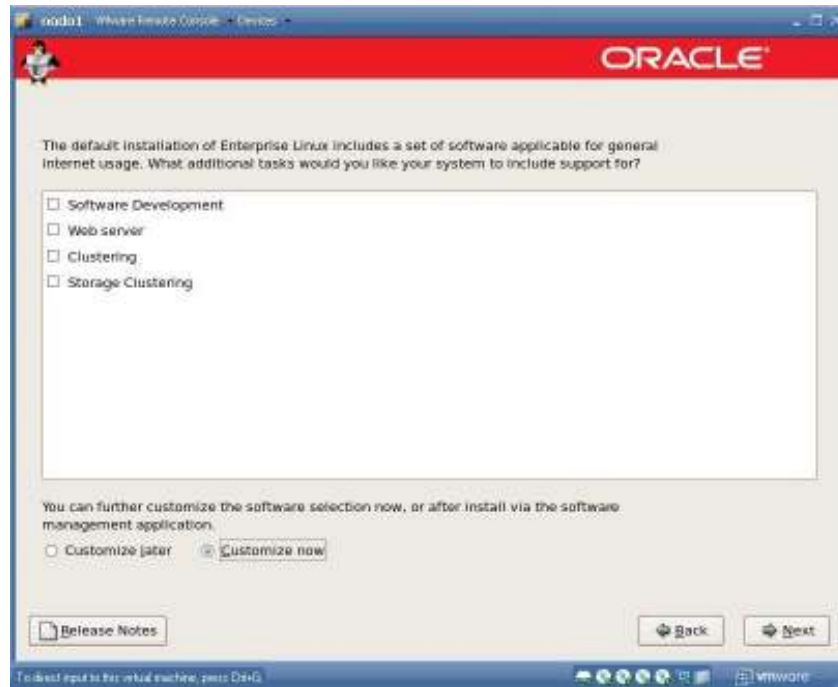 nodo1 VMware Remote Console Devices
ORACLE
The default installation of Enterprise Linux includes a set of software applicable for general
internet usage. What additional tasks would you like your system to include support for?
Software Development
Web server
Clustering
Storage Clustering
You can further customize the software selection now, or after install via the software
management application.
Customize later Customize now
Release Notes Back Next
To direct input to this virtual machine, press Ctrl+G. vmware